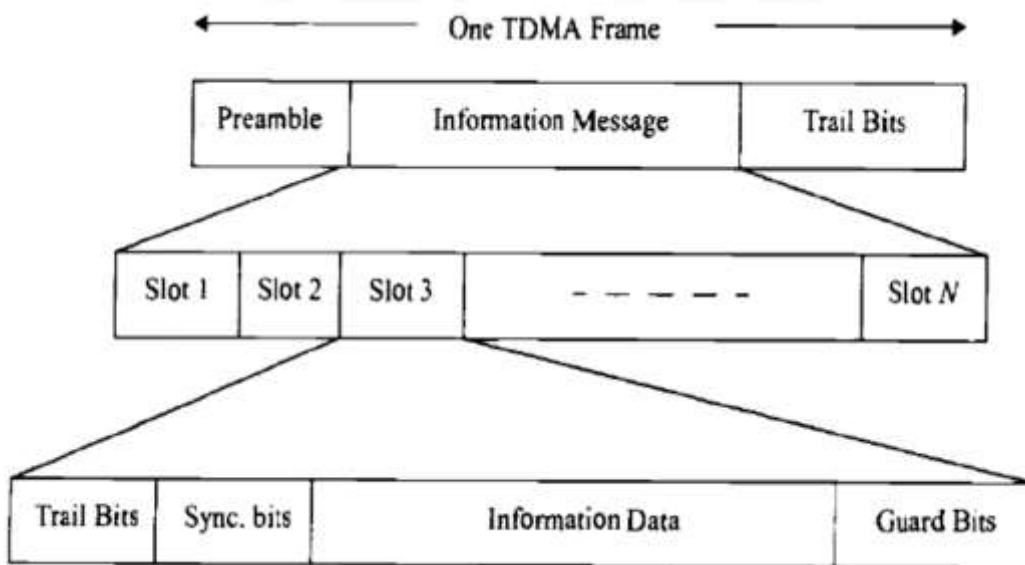 One TDMA Frame
Preamble Information Message Trail Bits
Slot 1 Slot 2 Slot 3 Slot N
Trail Bits Sync. bits Information Data Guard Bits